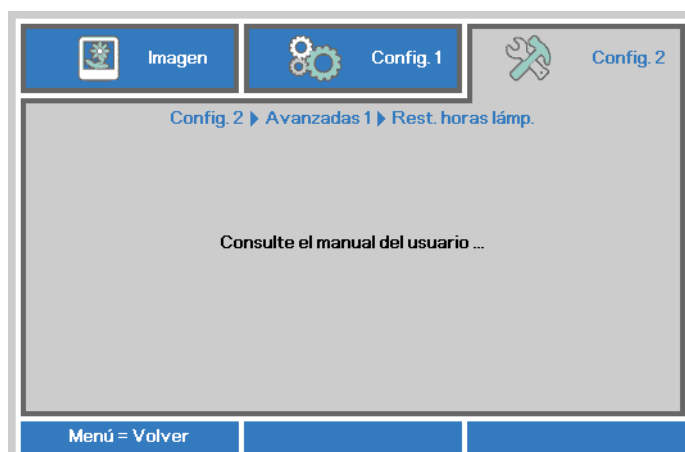 Imagen
Config. 1
Config. 2
Config. 2 ▶ Avanzadas 1 ▶ Rest. horas lámp.
Consulte el manual del usuario ...
Menú = Volver